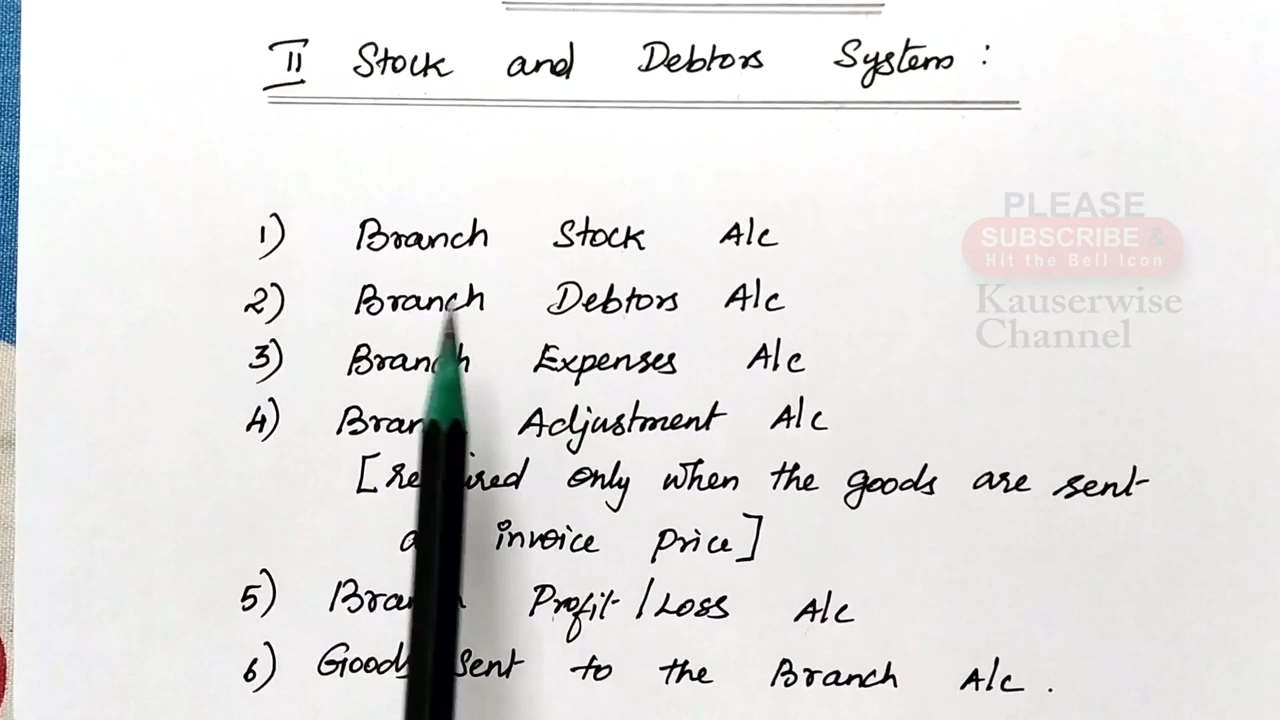 II Stock and Debtors System :
1) Branch Stock A/c
PLEASE
SUBSCRIBE &
Hit the Bell Icon
2) Branch Debtors A/c
Kauserwise
Channel
3) Branch Expenses A/c
4) Adjustment A/c
[ only when the goods are sent
invoice price]
5) Profit / Loss A/c
6) Goods sent to the Branch A/c .